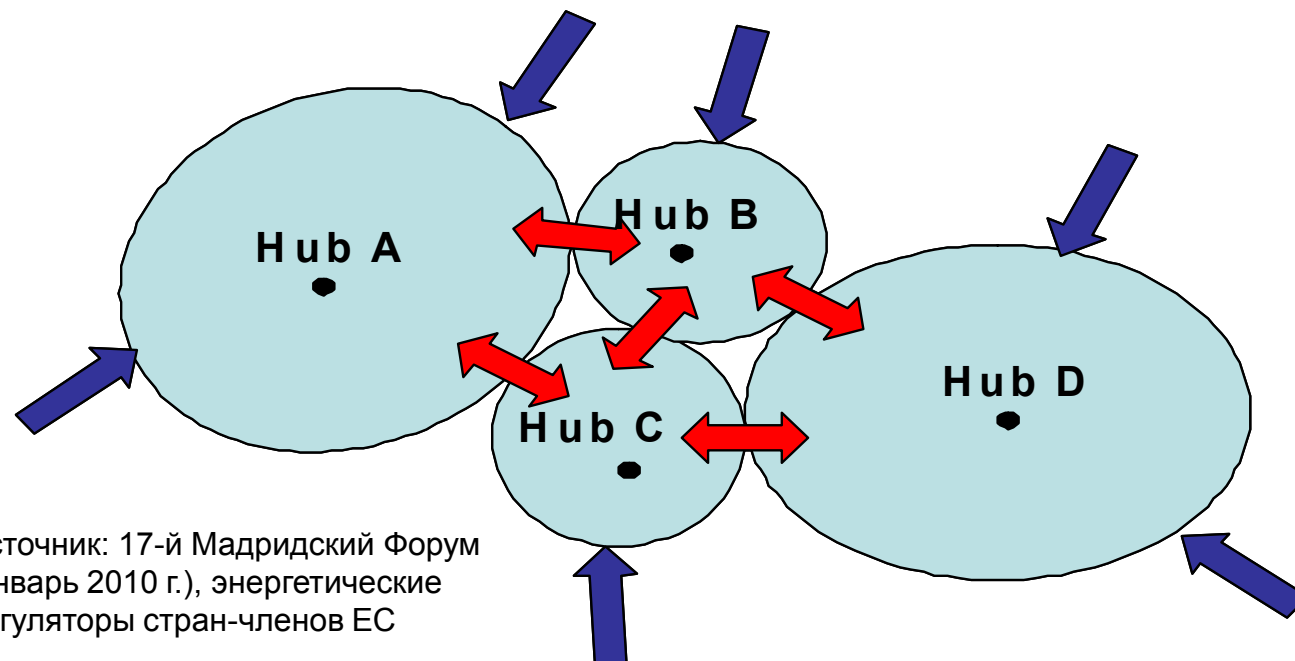 Hub B
Hub A
Hub D
Hub C
сточник: 17-й Мадридский Форум
нварь 2010 г.), энергетические
гуляторы стран-членов ЕС